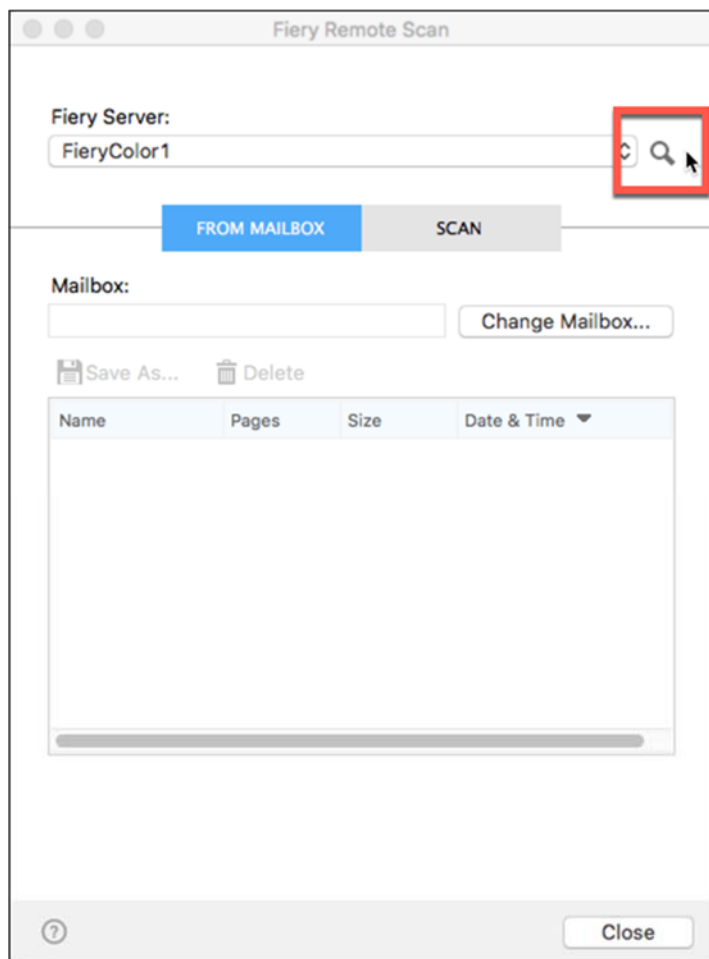 Fiery Remote Scan
Fiery Server:
FieryColor1
FROM MAILBOX SCAN
Mailbox:
Change Mailbox...
Save As... Delete
Name Pages Size Date & Time
?
Close